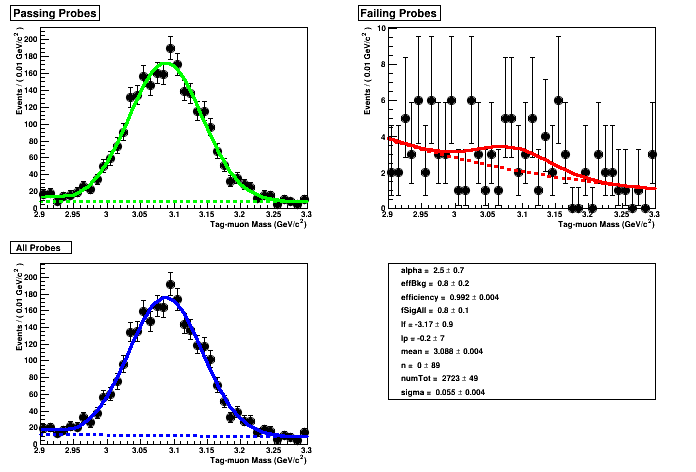 Passing Probes
Failing Probes
Events / ( 0.01 GeV/c² )
200
180
160
140
120
100
80
60
40
20
0
2.9 2.95 3 3.05 3.1 3.15 3.2 3.25 3.3
Tag-muon Mass (GeV/c²)
Events / ( 0.01 GeV/c² )
10
8
6
4
2
0
2.9 2.95 3 3.05 3.1 3.15 3.2 3.25 3.3
Tag-muon Mass (GeV/c²)
All Probes
Events / ( 0.01 GeV/c² )
200
180
160
140
120
100
80
60
40
20
0
2.9 2.95 3 3.05 3.1 3.15 3.2 3.25 3.3
Tag-muon Mass (GeV/c²)
alpha = 2.5 ± 0.7
effBkg = 0.8 ± 0.2
efficiency = 0.992 ± 0.004
fSigAll = 0.8 ± 0.1
lf = -3.17 ± 0.9
lp = -0.2 ± 7
mean = 3.088 ± 0.004
n = 0 ± 89
numTot = 2723 ± 49
sigma = 0.055 ± 0.004